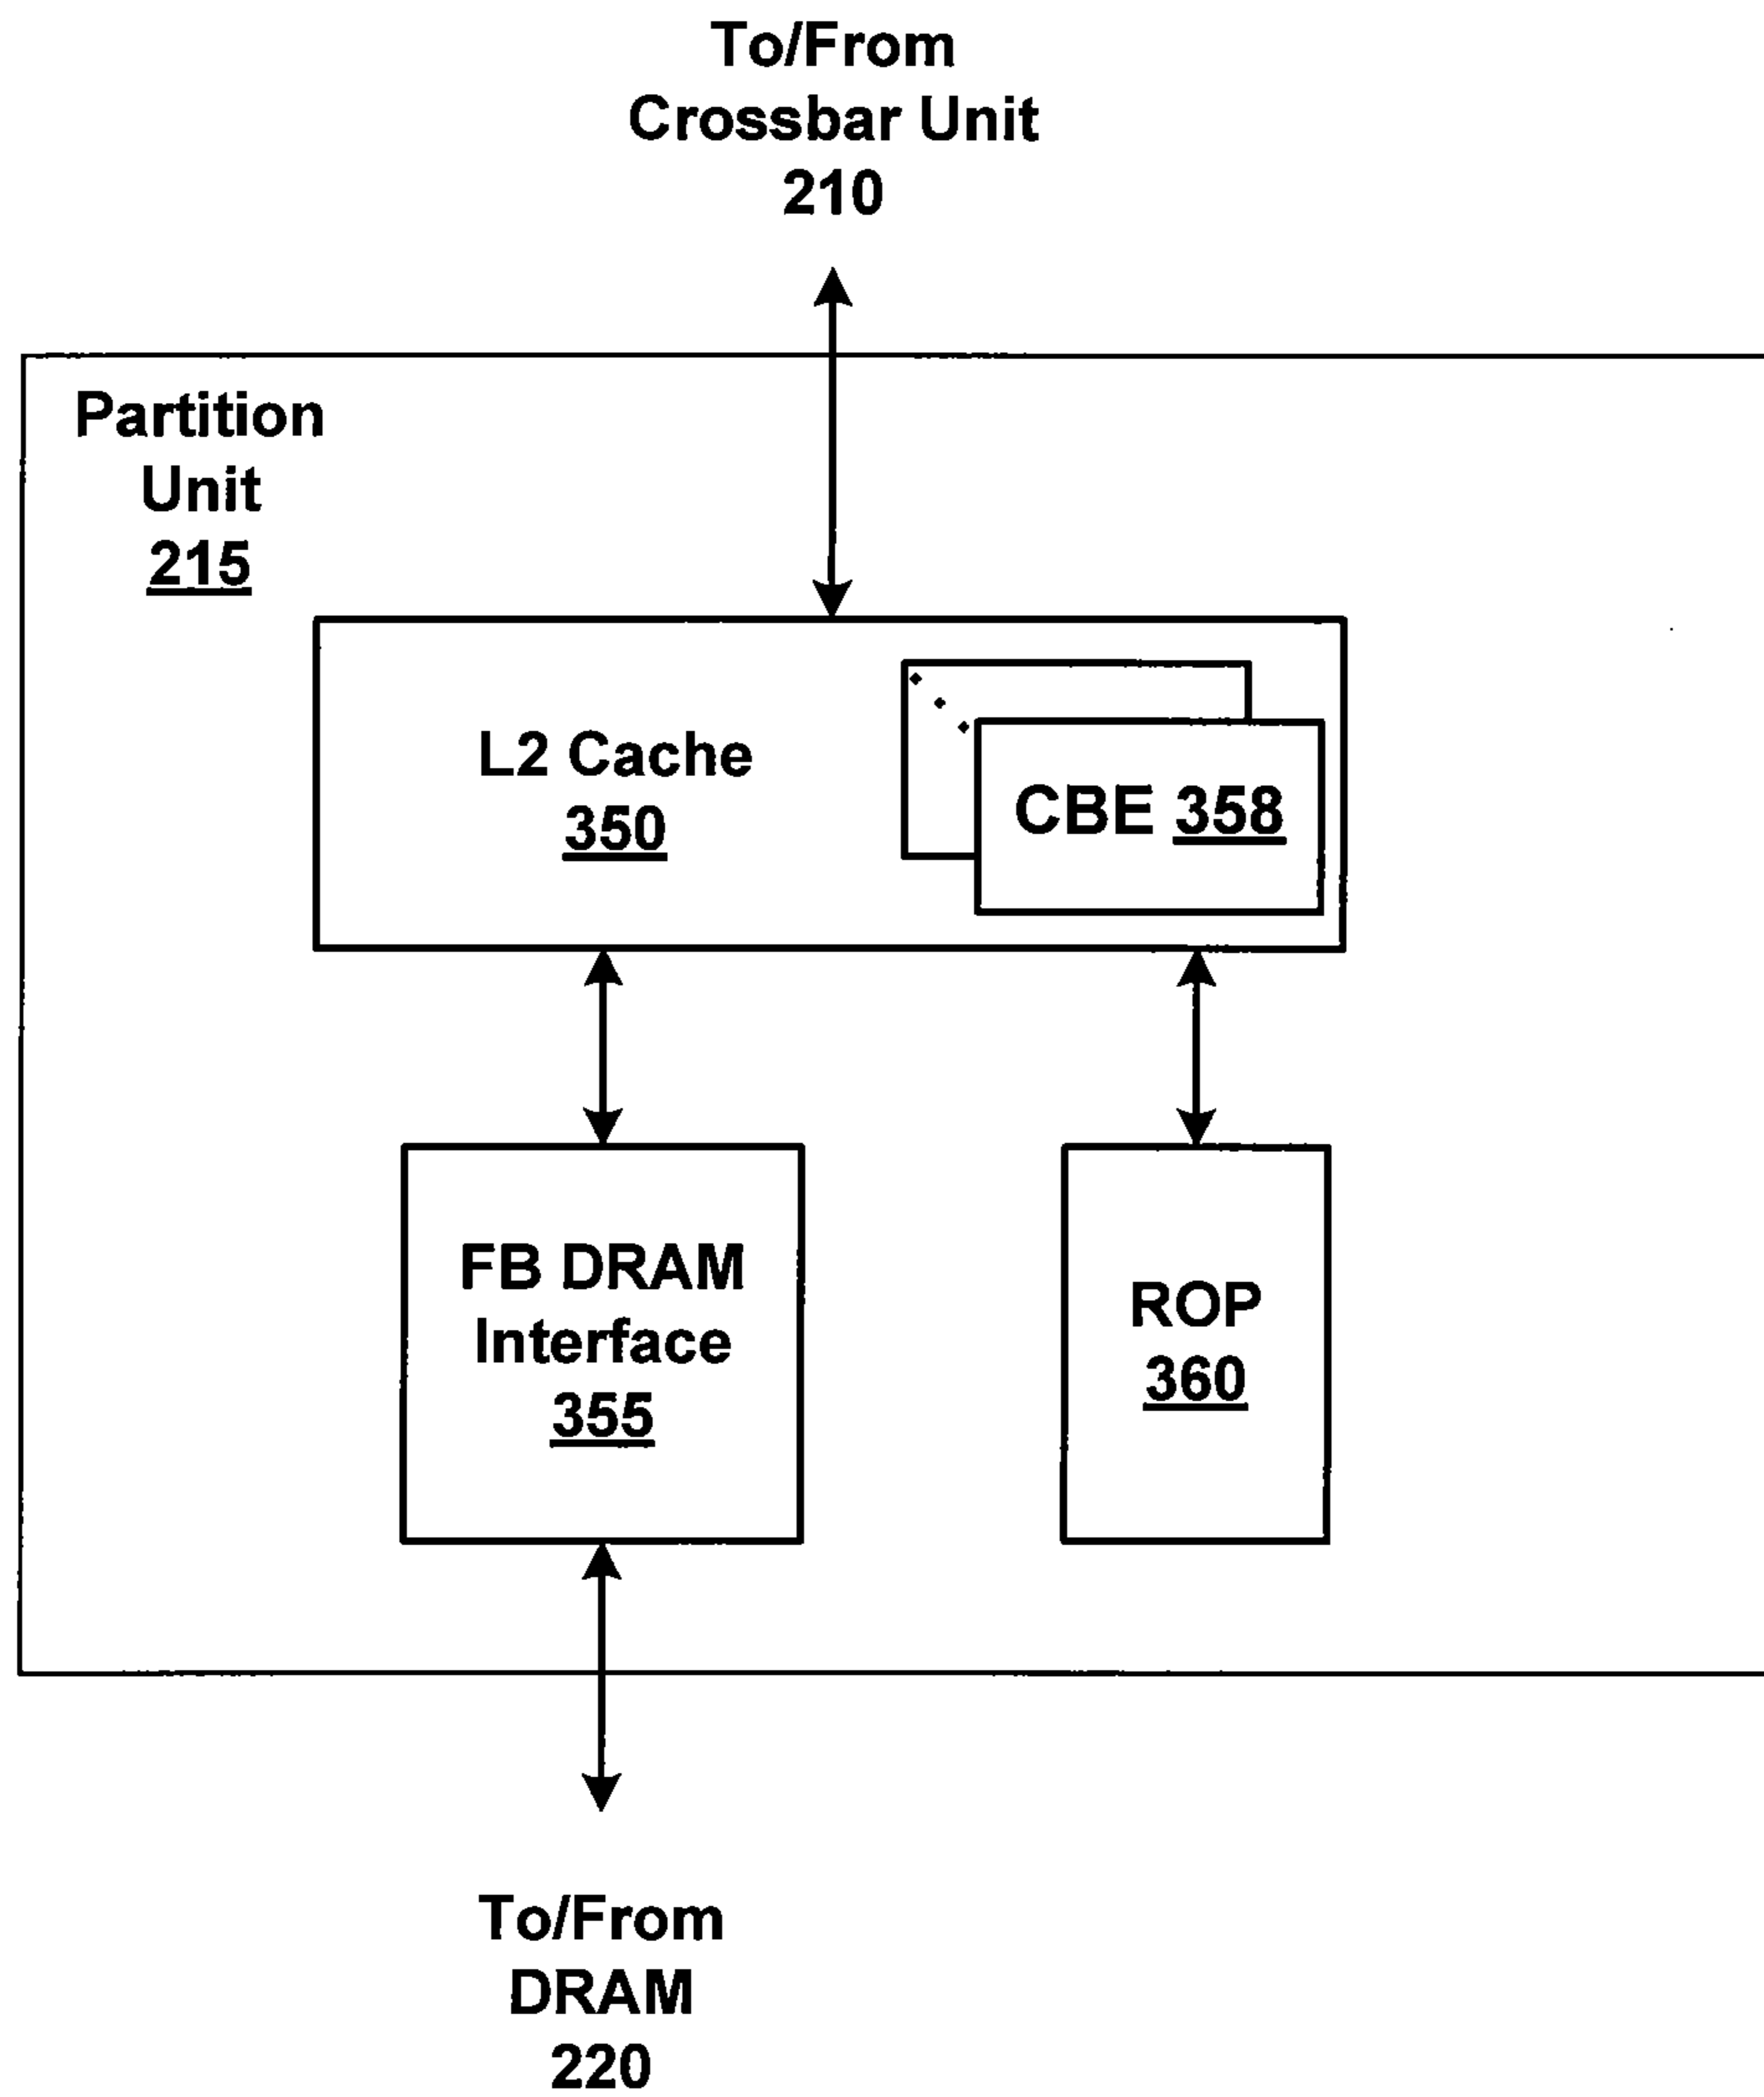 To/From
Crossbar Unit
210
Partition
Unit
215
L2 Cache
350
CBE 358
FB DRAM
Interface
355
ROP
360
To/From
DRAM
220